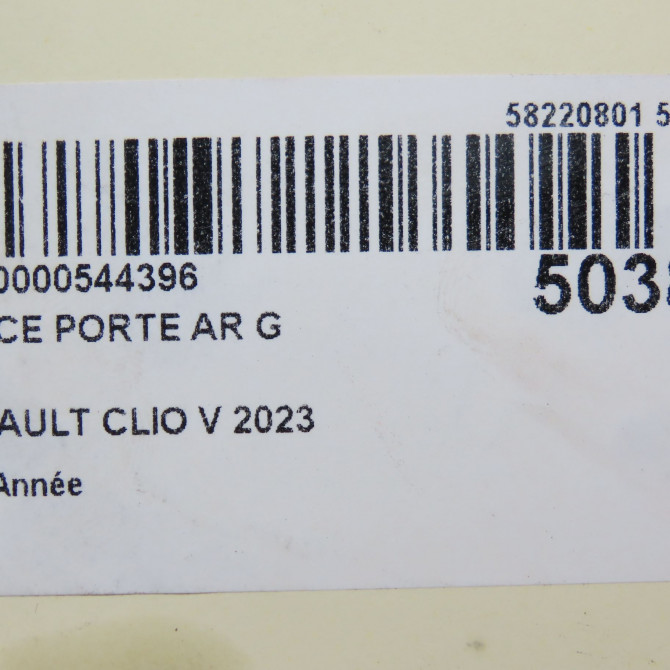 58220801 5
0000544396
503
CE PORTE AR G
AULT CLIO V 2023
Année